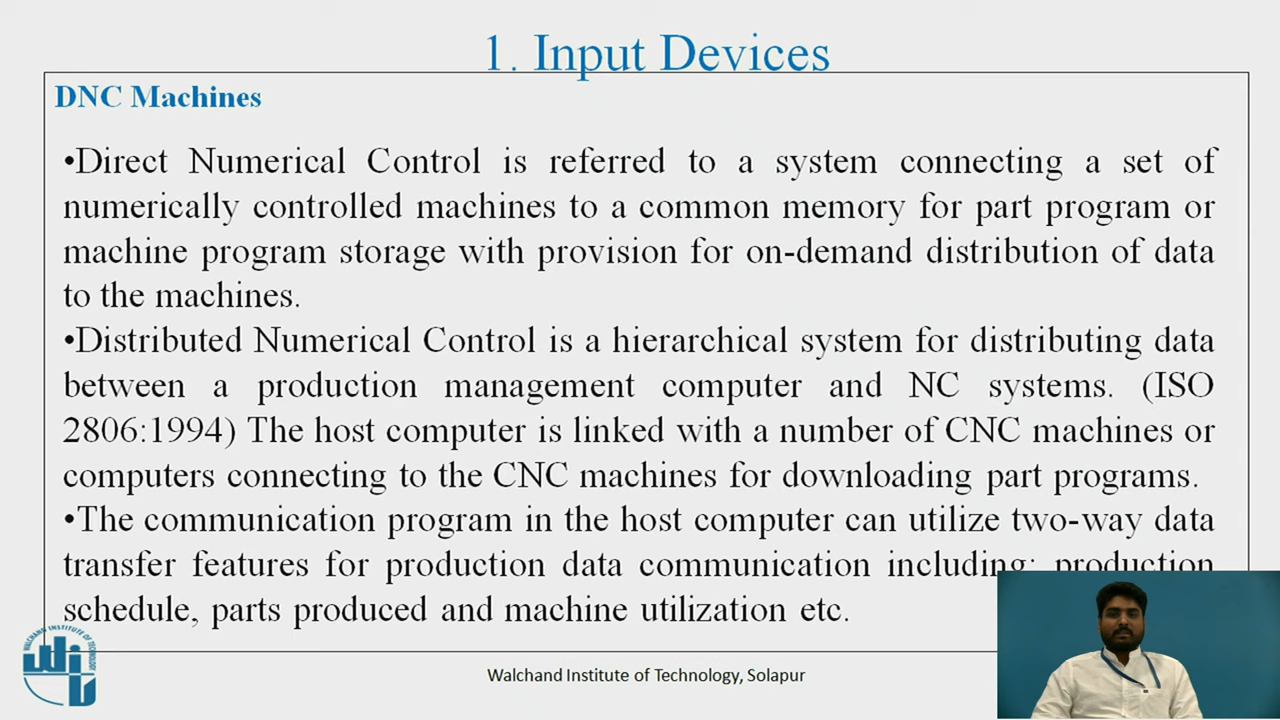 1. Input Devices
DNC Machines
•Direct Numerical Control is referred to a system connecting a set of
numerically controlled machines to a common memory for part program or
machine program storage with provision for on-demand distribution of data
to the machines.
•Distributed Numerical Control is a hierarchical system for distributing data
between a production management computer and NC systems. (ISO
2806:1994) The host computer is linked with a number of CNC machines or
computers connecting to the CNC machines for downloading part programs.
•The communication program in the host computer can utilize two-way data
transfer features for production data communication including: production
schedule, parts produced and machine utilization etc.
WALCHAND INSTITUTE OF TECHNOLOGY
WIT
Walchand Institute of Technology, Solapur